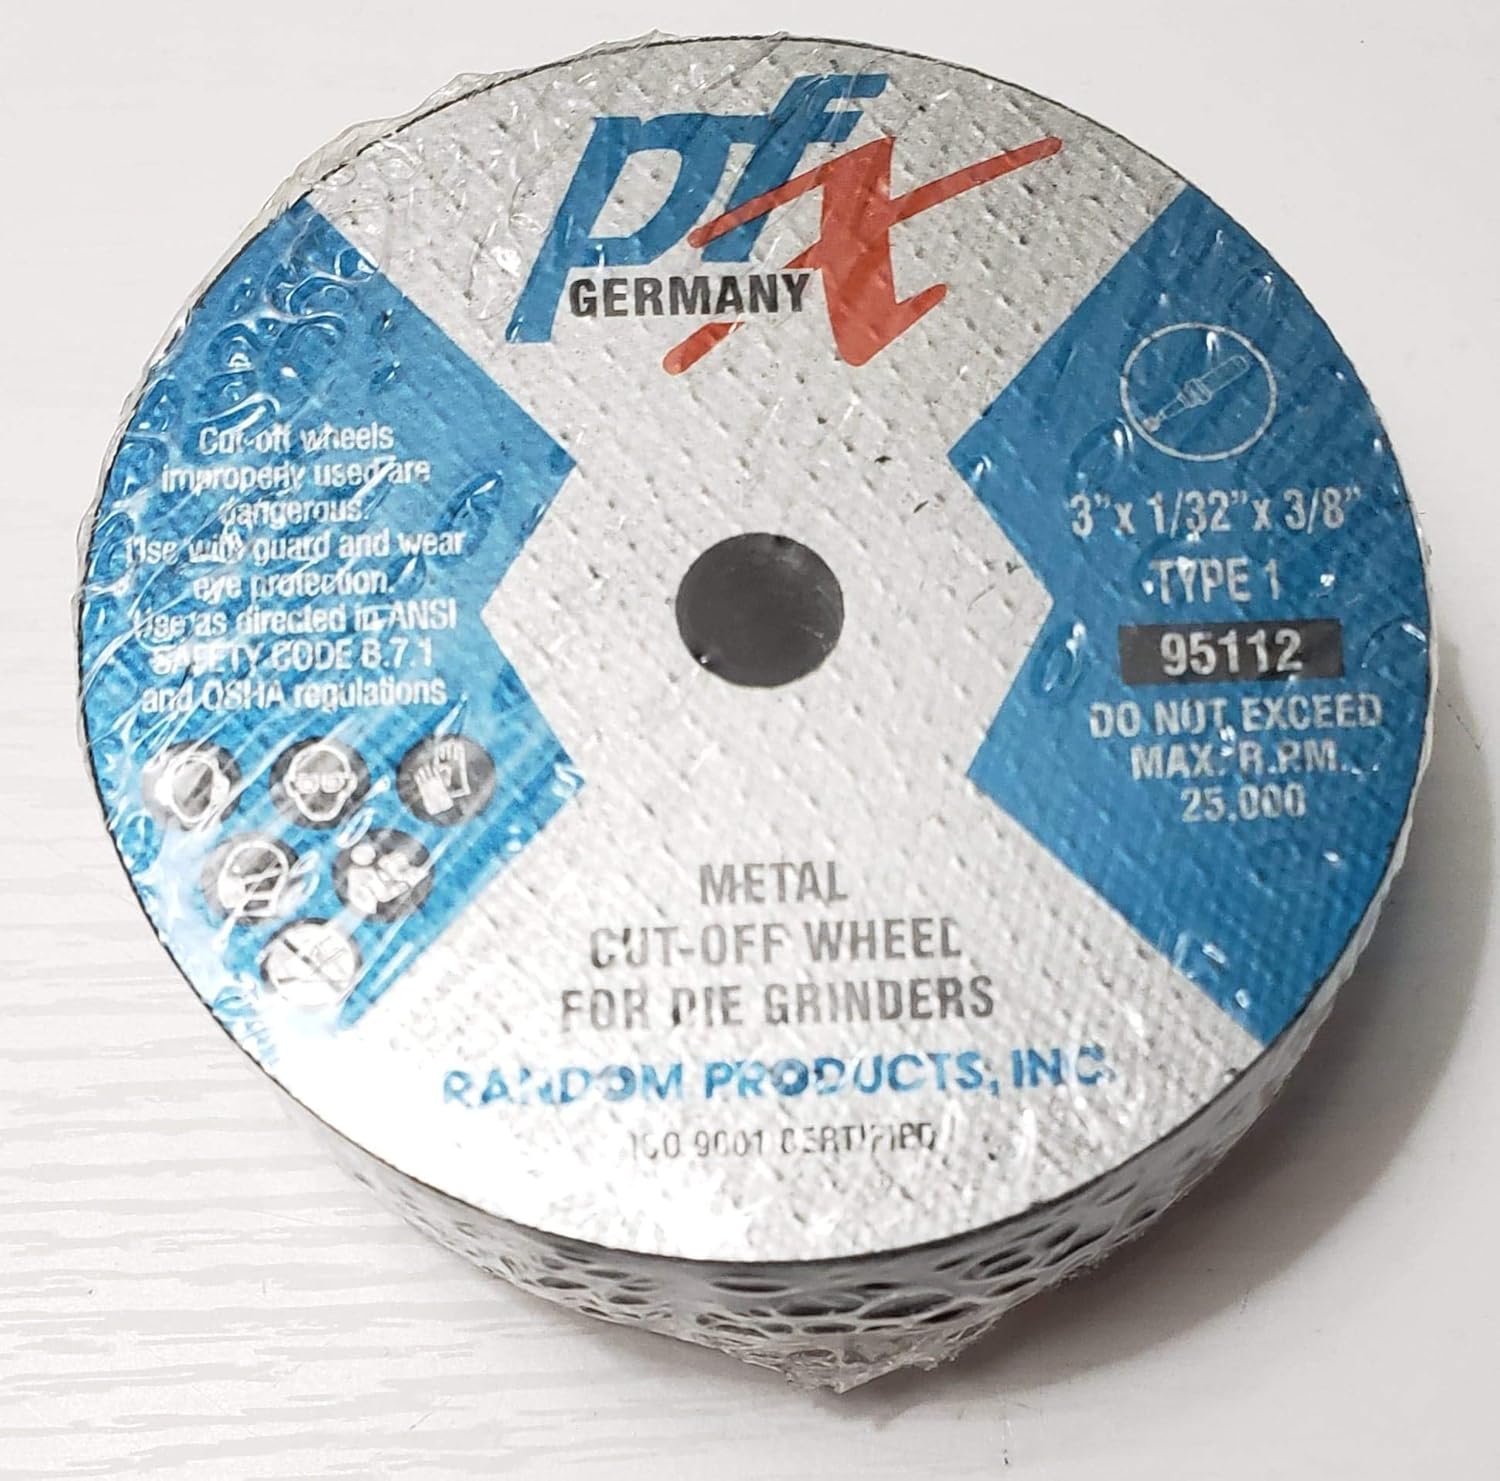 pfx
GERMANY
Cut-off wheels
improperly used are
dangerous.
Use with guard and wear
eye protection.
Use as directed in ANSI
SAFETY CODE B.7.1
and OSHA regulations
3" x 1/32" x 3/8"
TYPE 1
95112
DO NOT EXCEED
MAX. R.P.M.
25.000
METAL
CUT-OFF WHEEL
FOR DIE GRINDERS
RANDOM PRODUCTS, INC.
ISO 9001 CERTIFIED